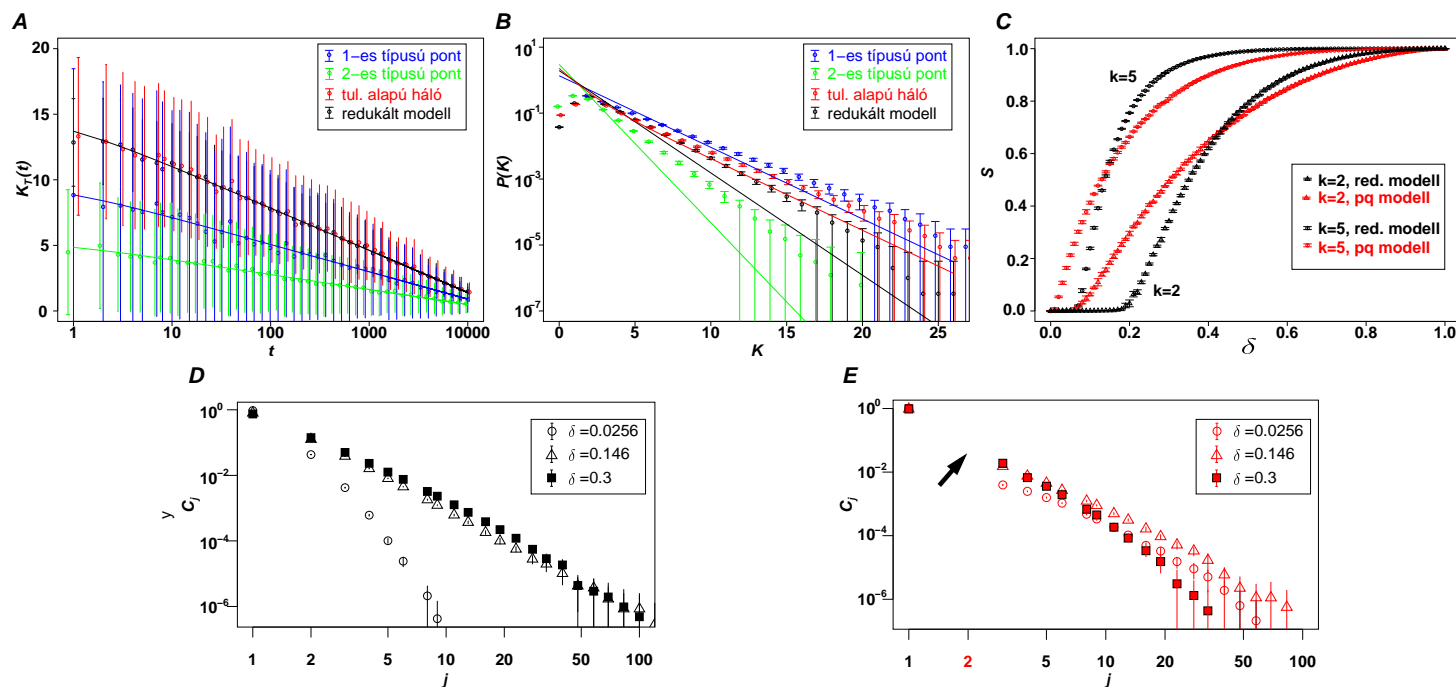 A
K_T(t)
20
15
10
5
0
1
10
100
1000
10000
t
1−es típusú pont
2−es típusú pont
tul. alapú háló
redukált modell
B
P(K)
10^1
10^-1
10^-3
10^-5
10^-7
0
5
10
15
20
25
K
1−es típusú pont
2−es típusú pont
tul. alapú háló
redukált modell
C
S
1.0
0.8
0.6
0.4
0.2
0.0
0.0
0.2
0.4
0.6
0.8
1.0
δ
k=5
k=2
k=2, red. modell
k=2, pq modell
k=5, red. modell
k=5, pq modell
D
y
C_j
10^0
10^-2
10^-4
10^-6
1
2
5
10
20
50
100
j
δ =0.0256
δ =0.146
δ =0.3
E
C_j
10^0
10^-2
10^-4
10^-6
1
2
5
10
20
50
100
j
δ =0.0256
δ =0.146
δ =0.3